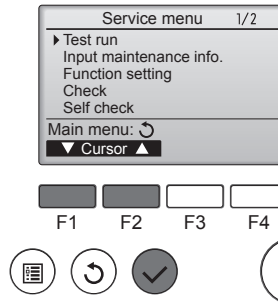 Service menu 1/2
Test run
Input maintenance info.
Function setting
Check
Self check
Main menu:
▼ Cursor ▲
F1 F2 F3 F4